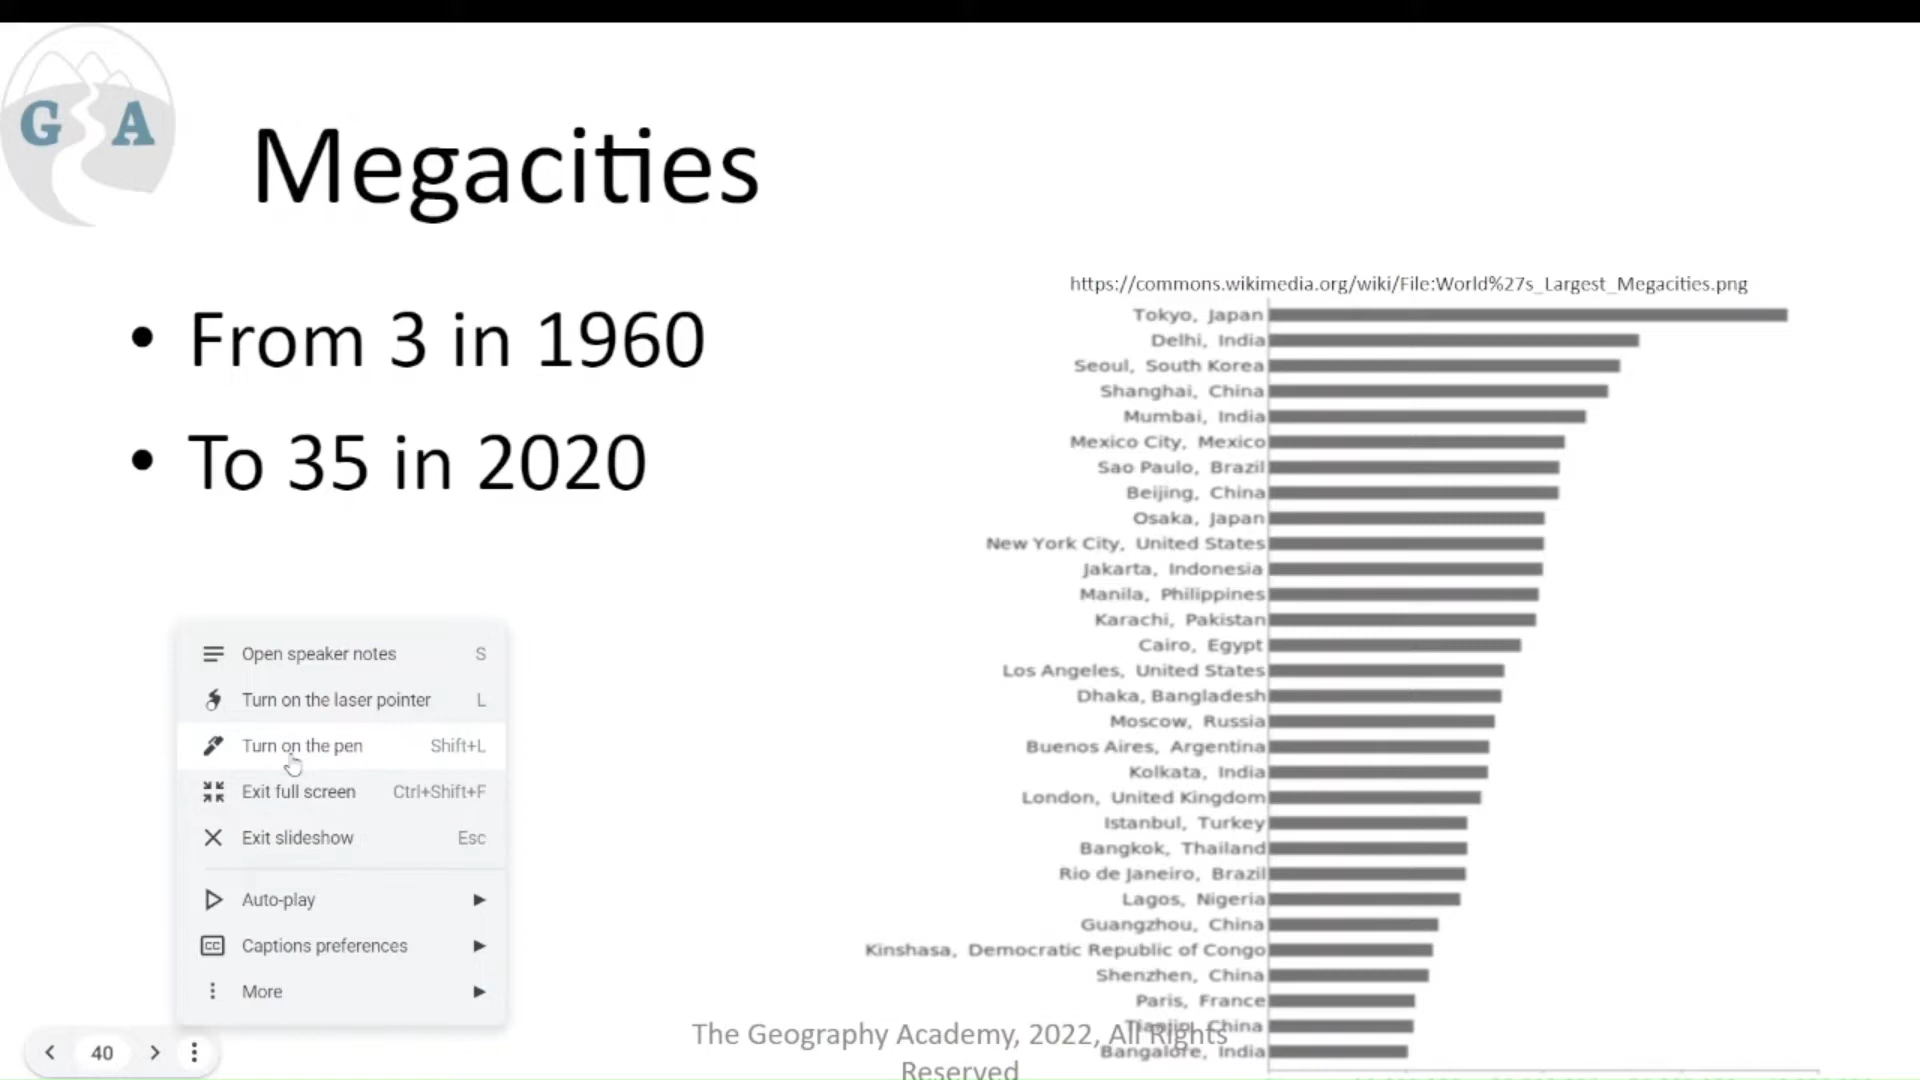 G A
Megacities
• From 3 in 1960
• To 35 in 2020
https://commons.wikimedia.org/wiki/File:World%27s_Largest_Megacities.png
Tokyo, Japan
Delhi, India
Seoul, South Korea
Shanghai, China
Mumbai, India
Mexico City, Mexico
Sao Paulo, Brazil
Beijing, China
Osaka, Japan
New York City, United States
Jakarta, Indonesia
Manila, Philippines
Karachi, Pakistan
Cairo, Egypt
Los Angeles, United States
Dhaka, Bangladesh
Moscow, Russia
Buenos Aires, Argentina
Kolkata, India
London, United Kingdom
Istanbul, Turkey
Bangkok, Thailand
Rio de Janeiro, Brazil
Lagos, Nigeria
Guangzhou, China
Kinshasa, Democratic Republic of Congo
Shenzhen, China
Paris, France
Tianjin, China
Bangalore, India
Open speaker notes S
Turn on the laser pointer L
Turn on the pen Shift+L
Exit full screen Ctrl+Shift+F
Exit slideshow Esc
Auto-play
CC Captions preferences
More
40
The Geography Academy, 2022, All Rights
Reserved